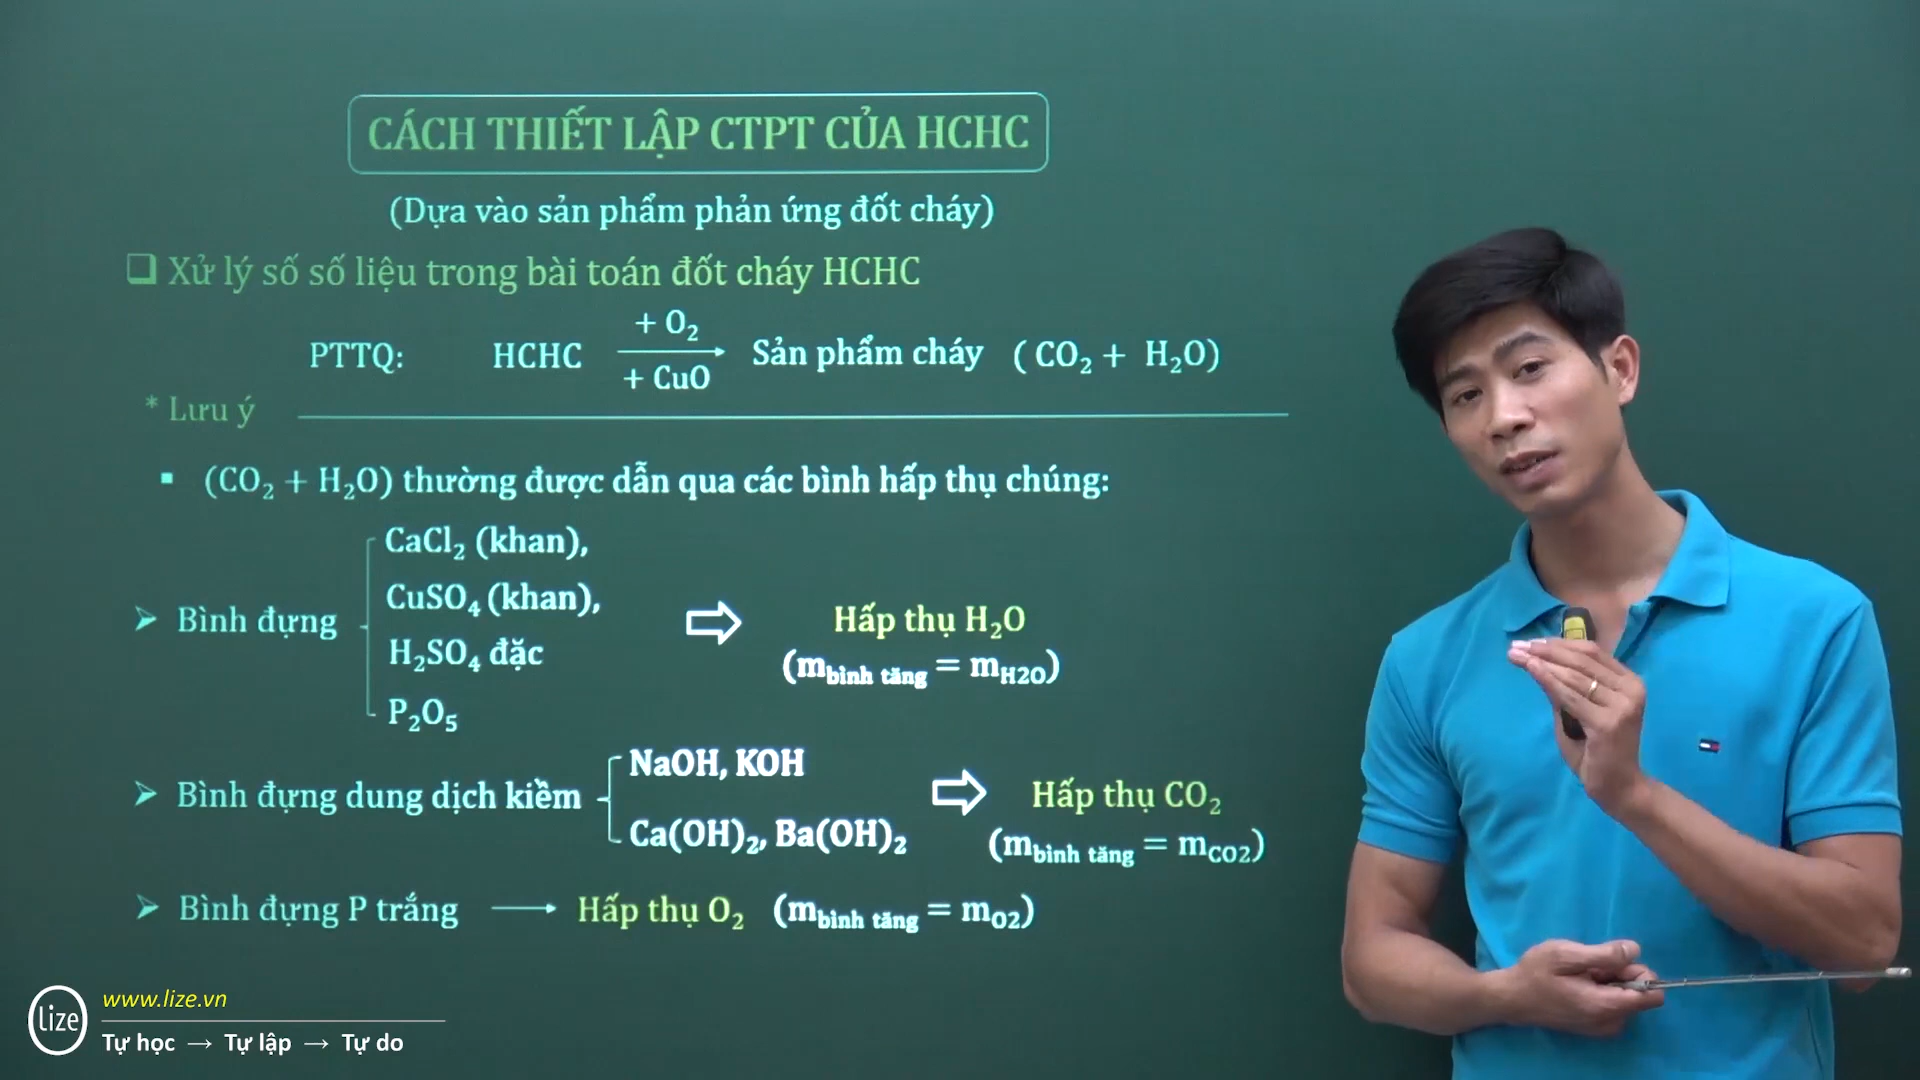 CÁCH THIẾT LẬP CTPT CỦA HCHC
(Dựa vào sản phẩm phản ứng đốt cháy)
❑ Xử lý số số liệu trong bài toán đốt cháy HCHC
PTTQ: HCHC + O₂ + CuO → Sản phẩm cháy ( CO₂ + H₂O)
* Lưu ý
▪ (CO₂ + H₂O) thường được dẫn qua các bình hấp thụ chúng:
➢ Bình đựng
CaCl₂ (khan),
CuSO₄ (khan),
H₂SO₄ đặc
P₂O₅
⇨ Hấp thụ H₂O
(m bình tăng = mH2O)
➢ Bình đựng dung dịch kiềm
NaOH, KOH
Ca(OH)₂, Ba(OH)₂
⇨ Hấp thụ CO₂
(m bình tăng = mCO2)
➢ Bình đựng P trắng → Hấp thụ O₂ (m bình tăng = mO2)
lize
www.lize.vn
Tự học → Tự lập → Tự do